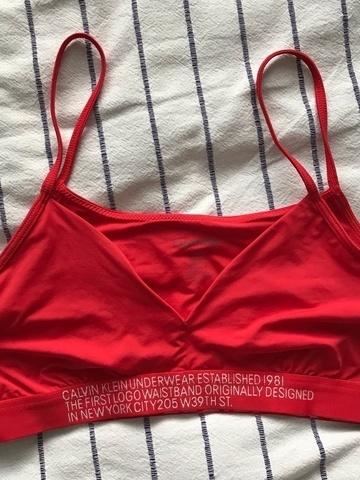 CALVIN KLEIN UNDERWEAR ESTABLISHED 1981
THE FIRST LOGO WAISTBAND ORIGINALLY DESIGNED
IN NEW YORK CITY 205 W 39TH ST.